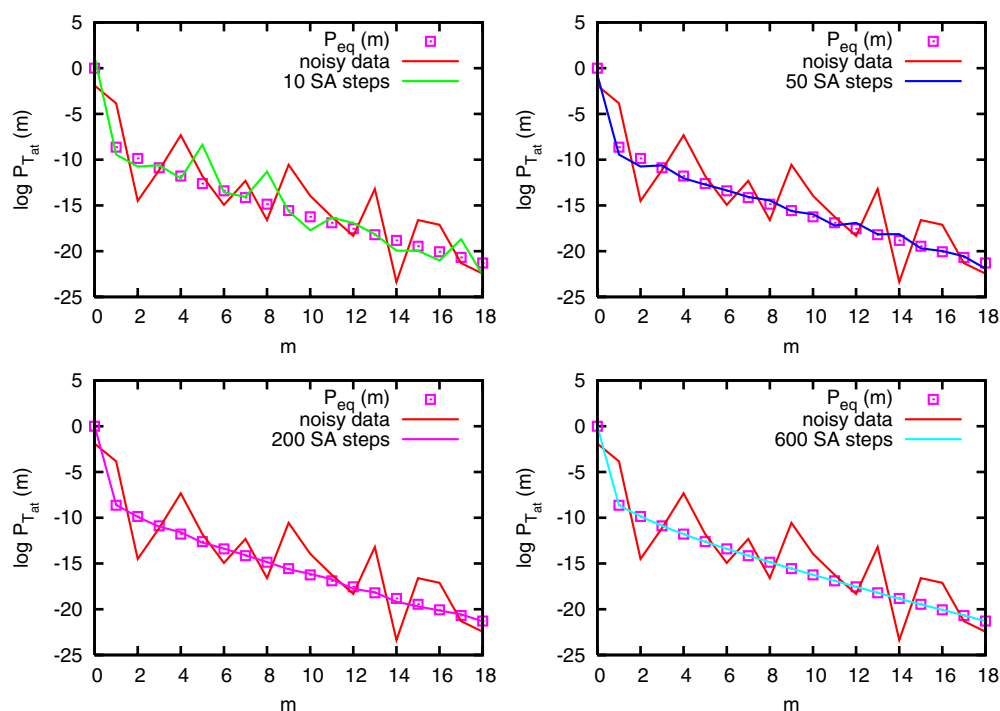 5
0
-5
-10
-15
-20
-25
log P_T_at (m)
0 2 4 6 8 10 12 14 16 18
m
P_eq (m)
noisy data
10 SA steps
5
0
-5
-10
-15
-20
-25
log P_T_at (m)
0 2 4 6 8 10 12 14 16 18
m
P_eq (m)
noisy data
50 SA steps
5
0
-5
-10
-15
-20
-25
log P_T_at (m)
0 2 4 6 8 10 12 14 16 18
m
P_eq (m)
noisy data
200 SA steps
5
0
-5
-10
-15
-20
-25
log P_T_at (m)
0 2 4 6 8 10 12 14 16 18
m
P_eq (m)
noisy data
600 SA steps